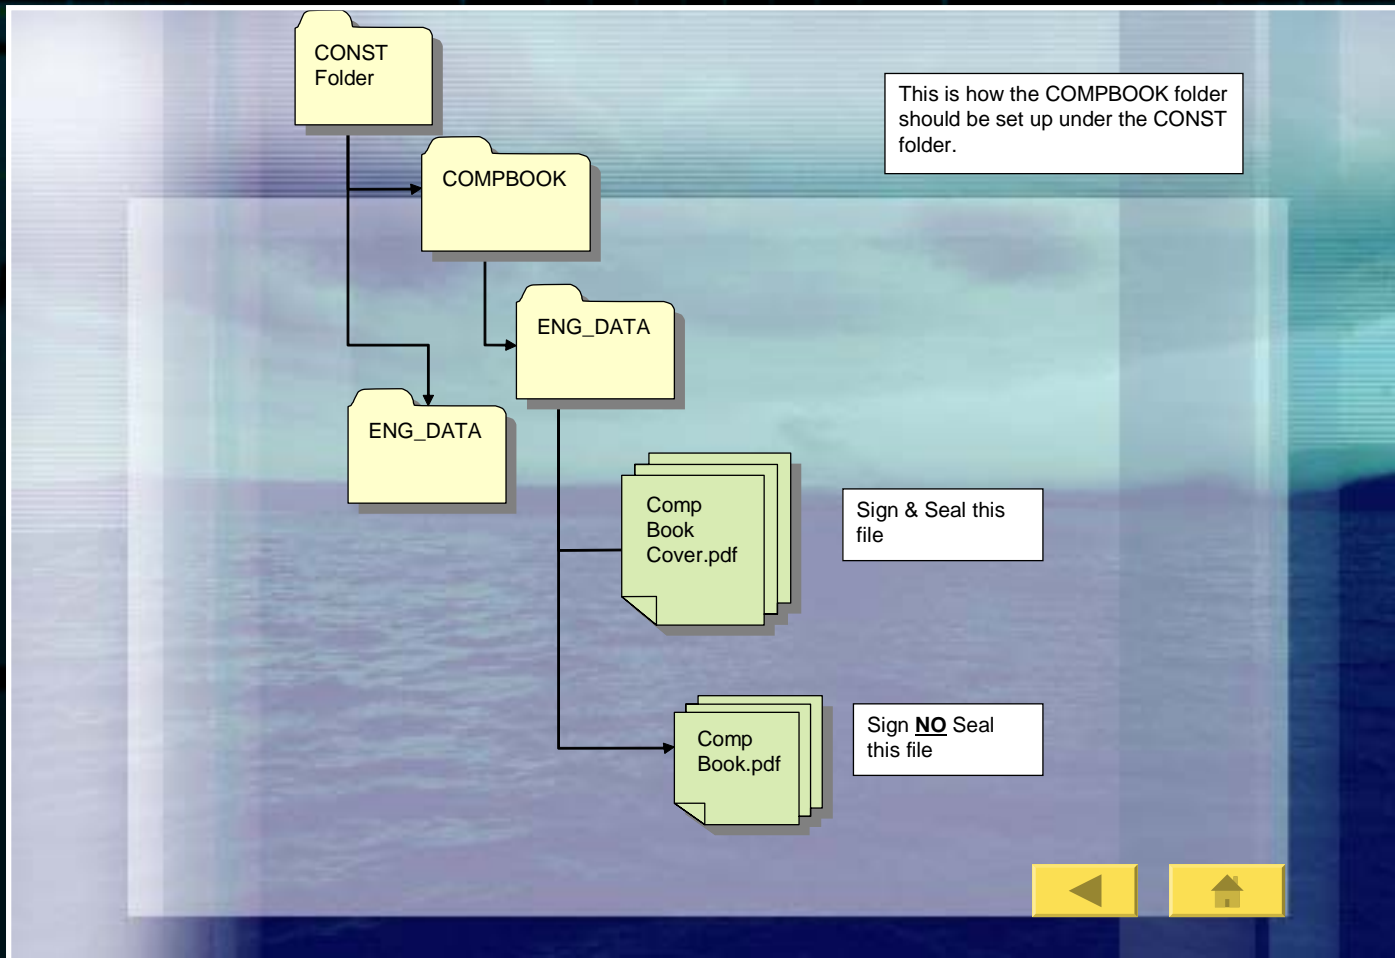 CONST
Folder
This is how the COMPBOOK folder
should be set up under the CONST
folder.
COMPBOOK
ENG_DATA
ENG_DATA
Comp
Book
Cover.pdf
Sign & Seal this
file
Comp
Book.pdf
Sign NO Seal
this file